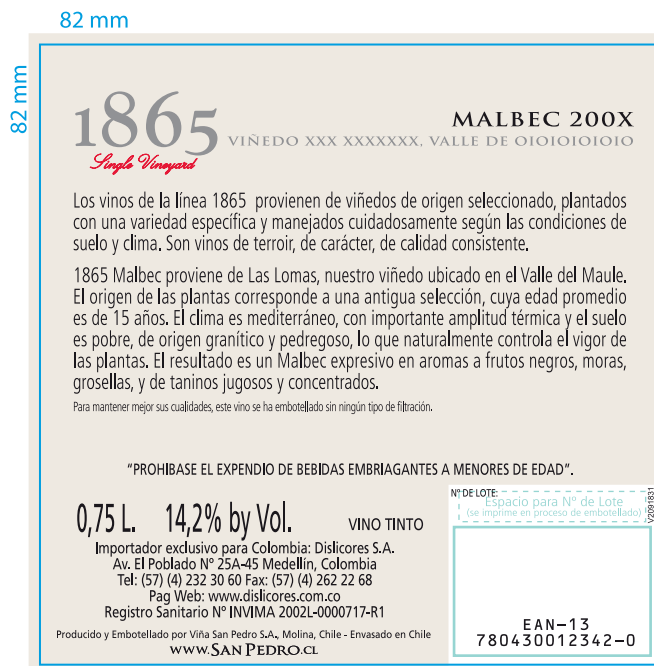 82 mm
82 mm
1865
Single Vineyard
MALBEC 200X
VIÑEDO XXX XXXXXXX, VALLE DE OIOIOIOIOIO
Los vinos de la línea 1865 provienen de viñedos de origen seleccionado, plantados
con una variedad específica y manejados cuidadosamente según las condiciones de
suelo y clima. Son vinos de terroir, de carácter, de calidad consistente.
1865 Malbec proviene de Las Lomas, nuestro viñedo ubicado en el Valle del Maule.
El origen de las plantas corresponde a una antigua selección, cuya edad promedio
es de 15 años. El clima es mediterráneo, con importante amplitud térmica y el suelo
es pobre, de origen granítico y pedregoso, lo que naturalmente controla el vigor de
las plantas. El resultado es un Malbec expresivo en aromas a frutos negros, moras,
grosellas, y de taninos jugosos y concentrados.
Para mantener mejor sus cualidades, este vino se ha embotellado sin ningún tipo de filtración.
“PROHIBASE EL EXPENDIO DE BEBIDAS EMBRIAGANTES A MENORES DE EDAD”.
0,75 L. 14,2% by Vol. VINO TINTO
Importador exclusivo para Colombia: Dislicores S.A.
Av. El Poblado N° 25A-45 Medellín, Colombia
Tel: (57) (4) 232 30 60 Fax: (57) (4) 262 22 68
Pag Web: www.dislicores.com.co
Registro Sanitario N° INVIMA 2002L-0000717-R1
Producido y Embotellado por Viña San Pedro S.A., Molina, Chile - Envasado en Chile
WWW.SAN PEDRO.CL
N° DE LOTE:
Espacio para N° de Lote
(se imprime en proceso de embotellado)
V2091831
EAN-13
780430012342-0